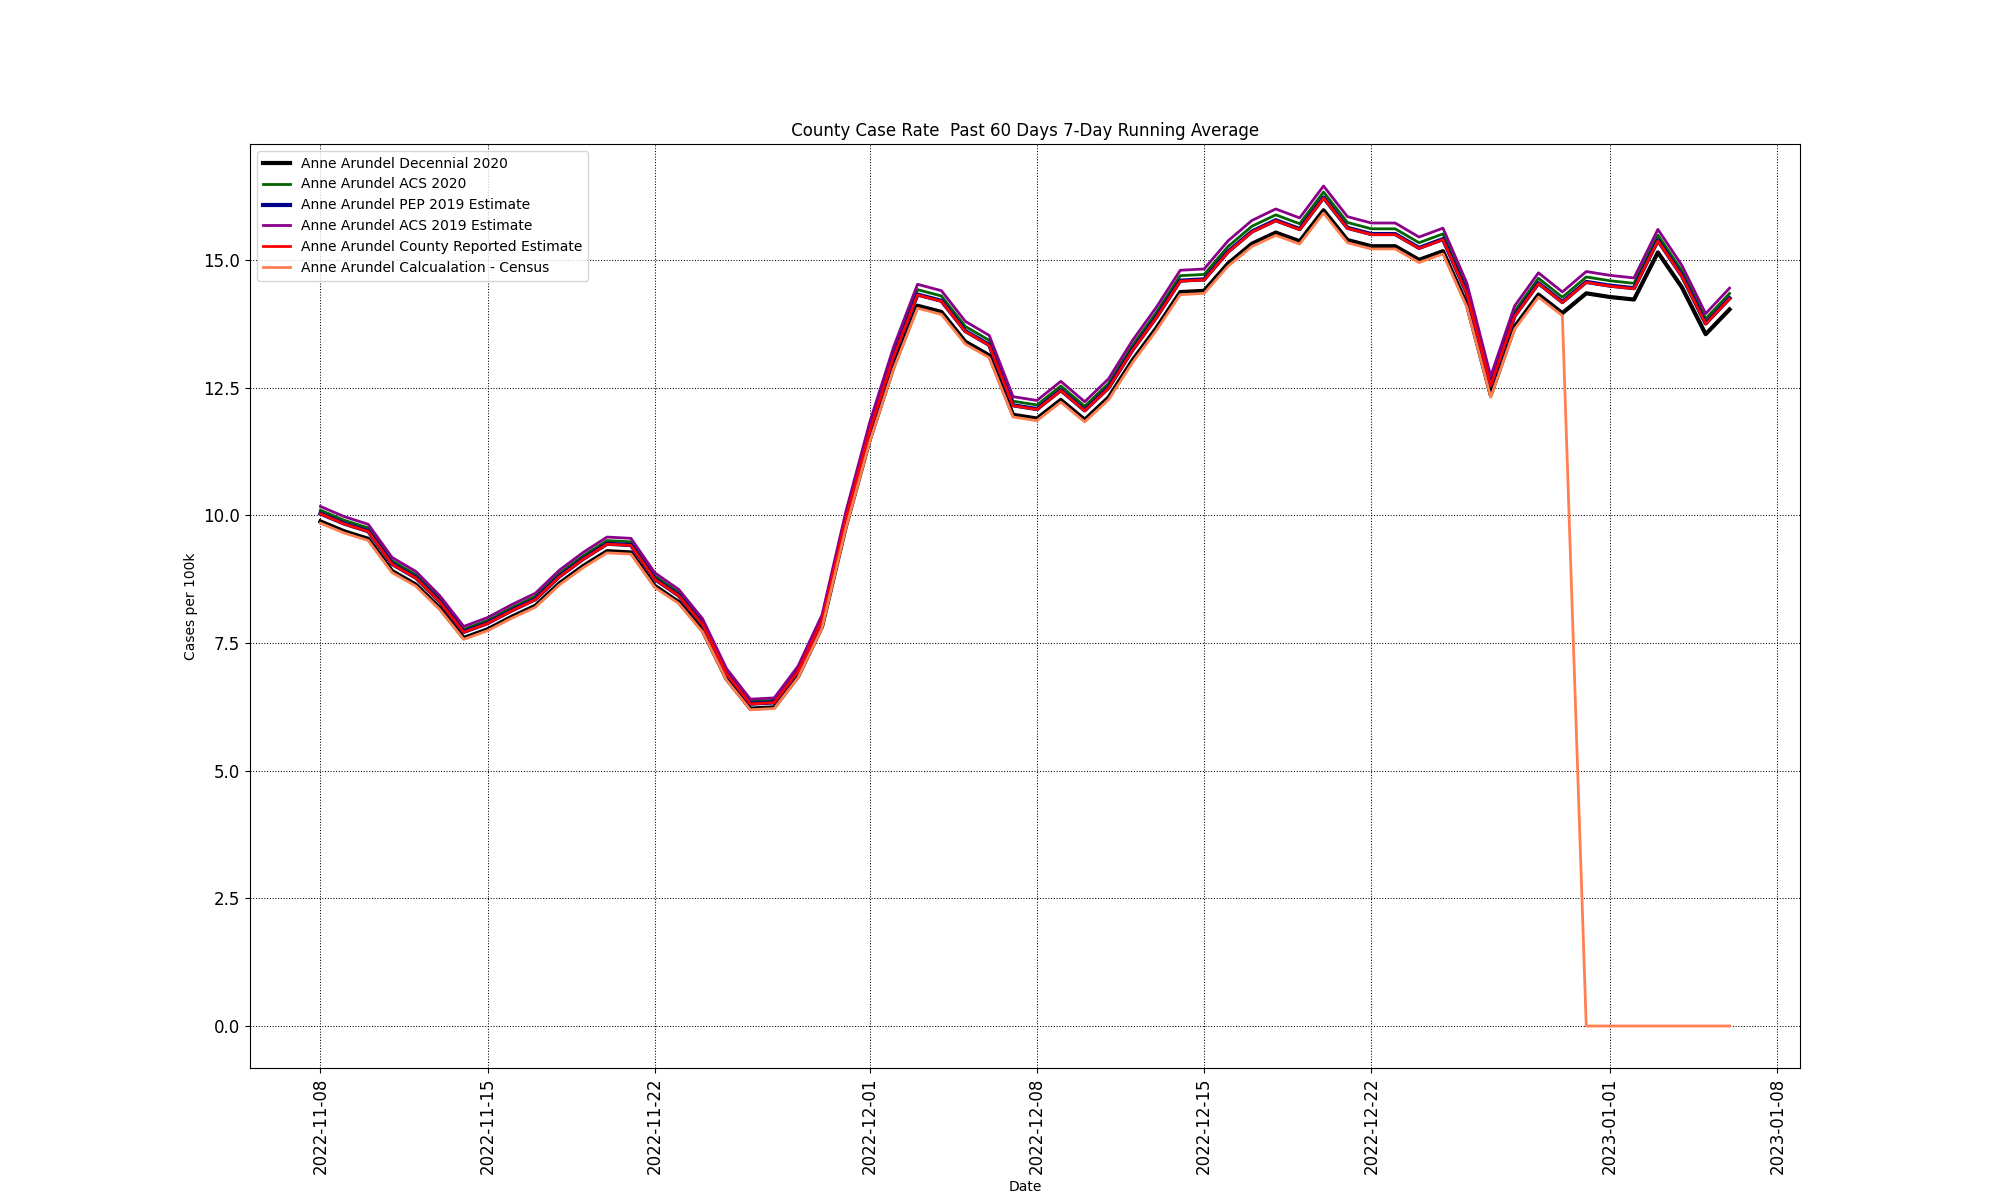 County Case Rate  Past 60 Days 7-Day Running Average
Anne Arundel Decennial 2020
Anne Arundel ACS 2020
Anne Arundel PEP 2019 Estimate
Anne Arundel ACS 2019 Estimate
Anne Arundel County Reported Estimate
Anne Arundel Calcualation - Census
Cases per 100k
15.0
12.5
10.0
7.5
5.0
2.5
0.0
2022-11-08
2022-11-15
2022-11-22
2022-12-01
2022-12-08
2022-12-15
2022-12-22
2023-01-01
2023-01-08
Date